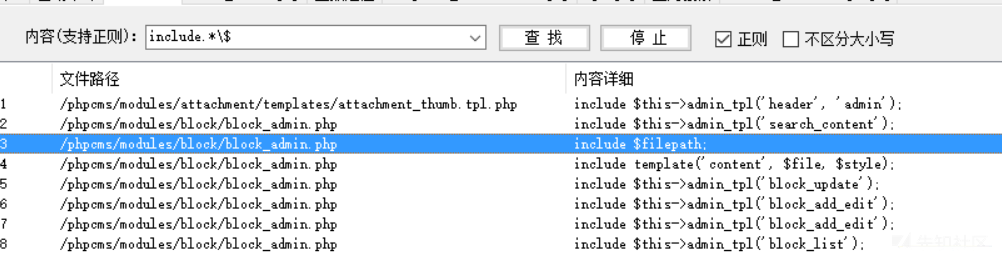 内容(支持正则): include.*\$ 查 找 停 止 正则 不区分大小写
文件路径 内容详细
1 /phpcms/modules/attachment/templates/attachment_thumb.tpl.php include $this->admin_tpl('header', 'admin');
2 /phpcms/modules/block/block_admin.php include $this->admin_tpl('search_content');
3 /phpcms/modules/block/block_admin.php include $filepath;
4 /phpcms/modules/block/block_admin.php include template('content', $file, $style);
5 /phpcms/modules/block/block_admin.php include $this->admin_tpl('block_update');
6 /phpcms/modules/block/block_admin.php include $this->admin_tpl('block_add_edit');
7 /phpcms/modules/block/block_admin.php include $this->admin_tpl('block_add_edit');
8 /phpcms/modules/block/block_admin.php include $this->admin_tpl('block_list');